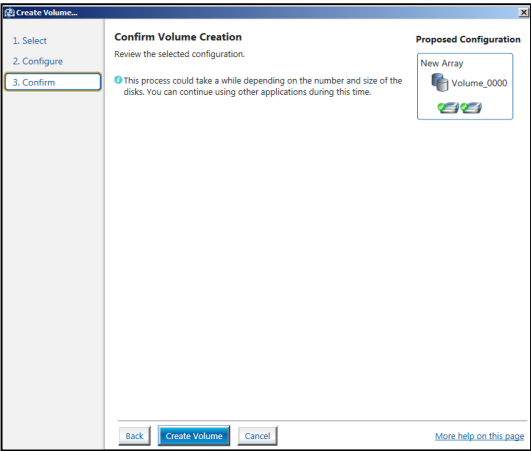 Create Volume...
1. Select
2. Configure
3. Confirm
Confirm Volume Creation
Review the selected configuration.
This process could take a while depending on the number and size of the
disks. You can continue using other applications during this time.
Proposed Configuration
New Array
Volume_0000
Back
Create Volume
Cancel
More help on this page